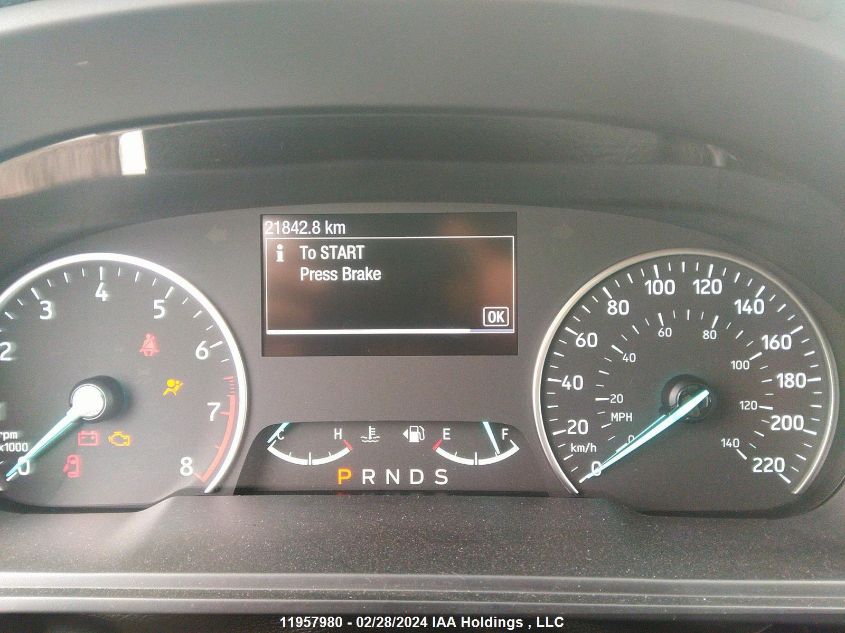 21842.8 km
i To START
Press Brake
OK
2 3 4 5 6 7 8
rpm
x1000
0
C H E F
P R N D S
0 20 40 60 80 100 120 140 160 180 200 220
km/h
0 20 40 60 80 100 120 140
MPH
11957980 - 02/28/2024 IAA Holdings , LLC